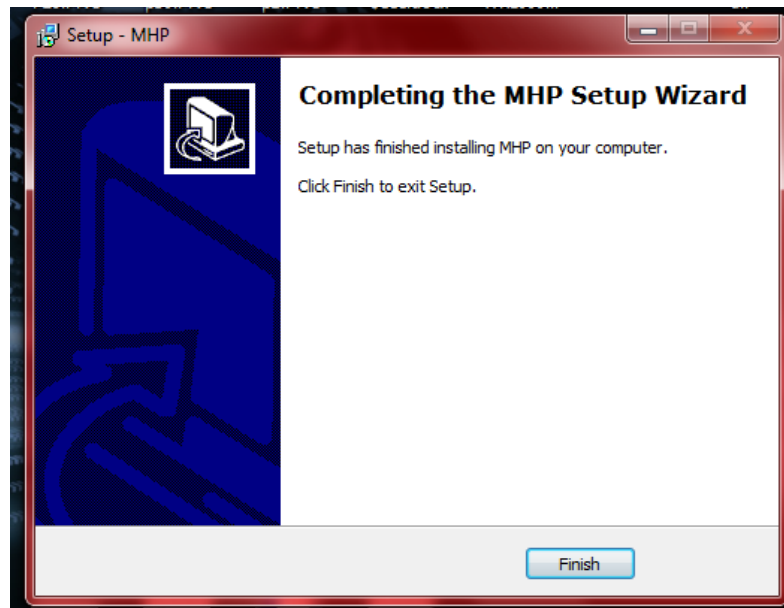 Setup - MHP
Completing the MHP Setup Wizard
Setup has finished installing MHP on your computer.
Click Finish to exit Setup.
Finish